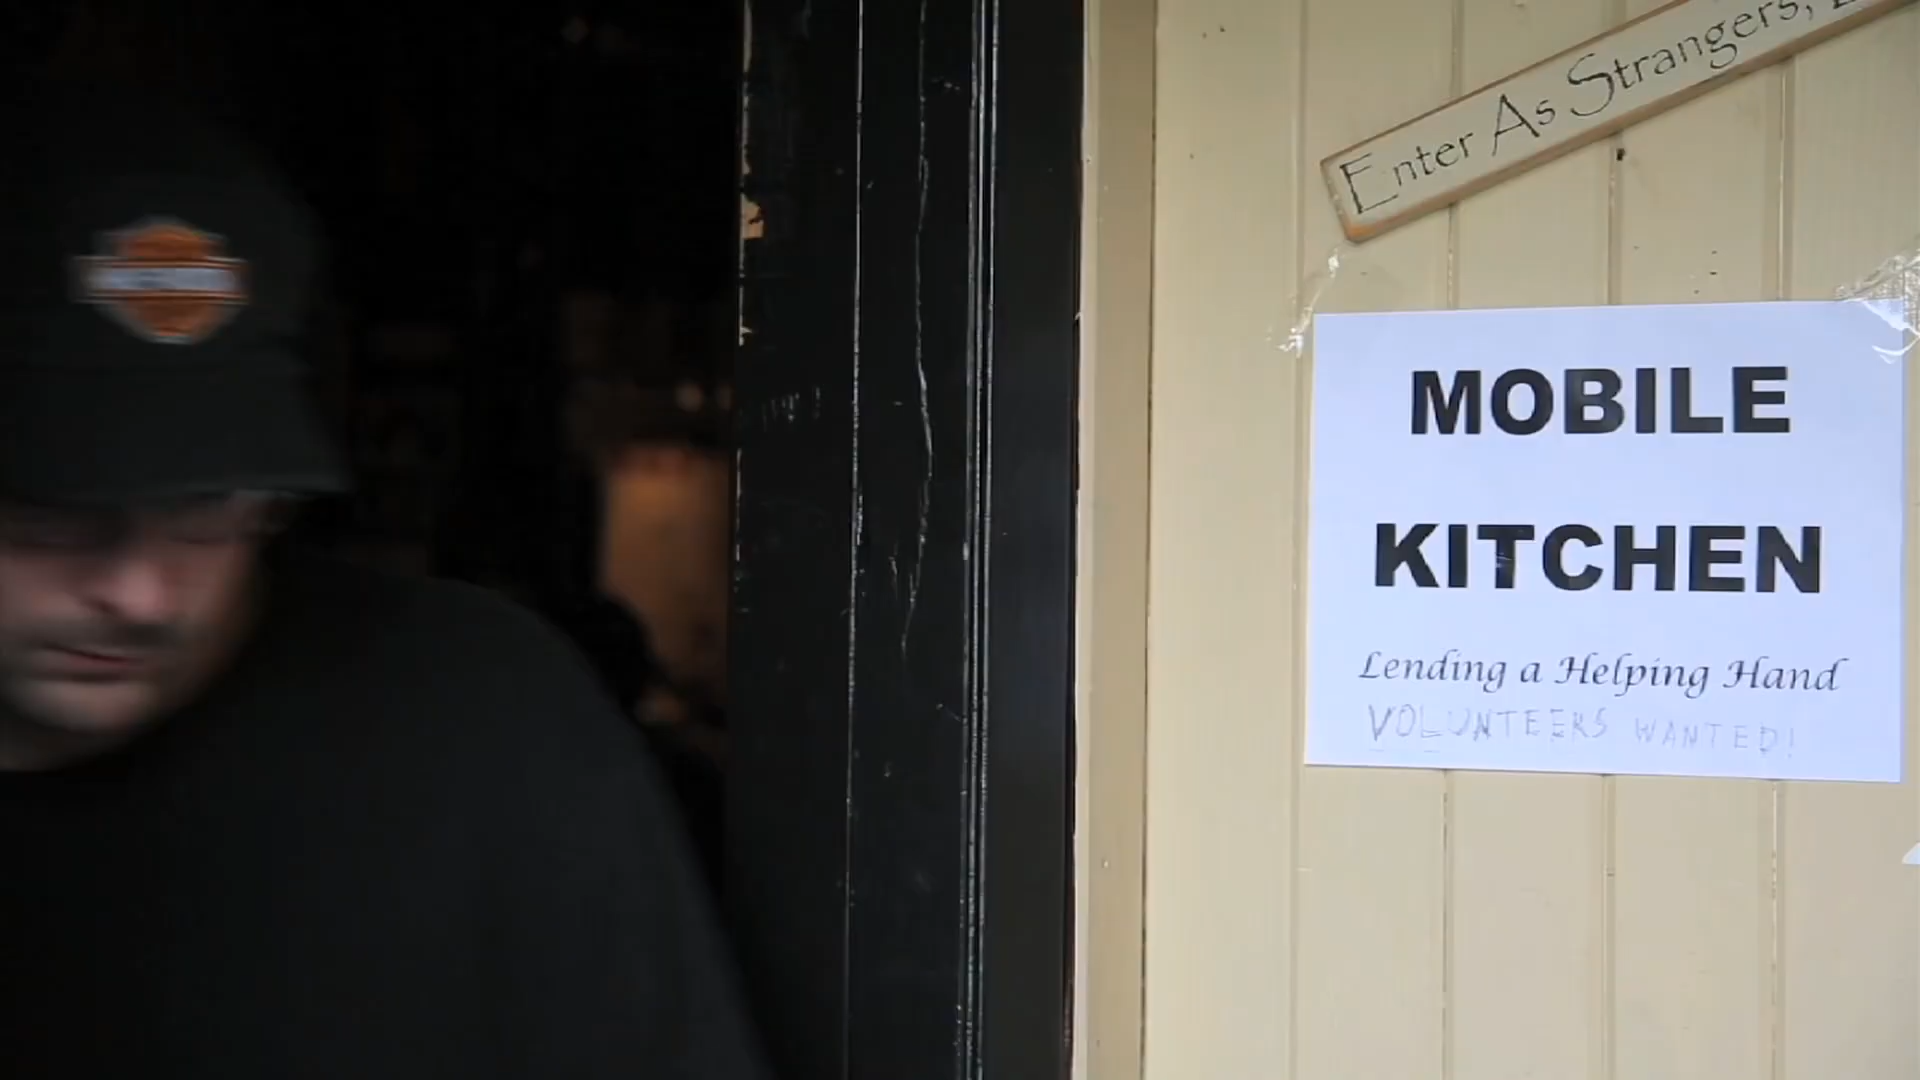 Enter As Strangers,
MOBILE
KITCHEN
Lending a Helping Hand
VOLUNTEERS WANTED!